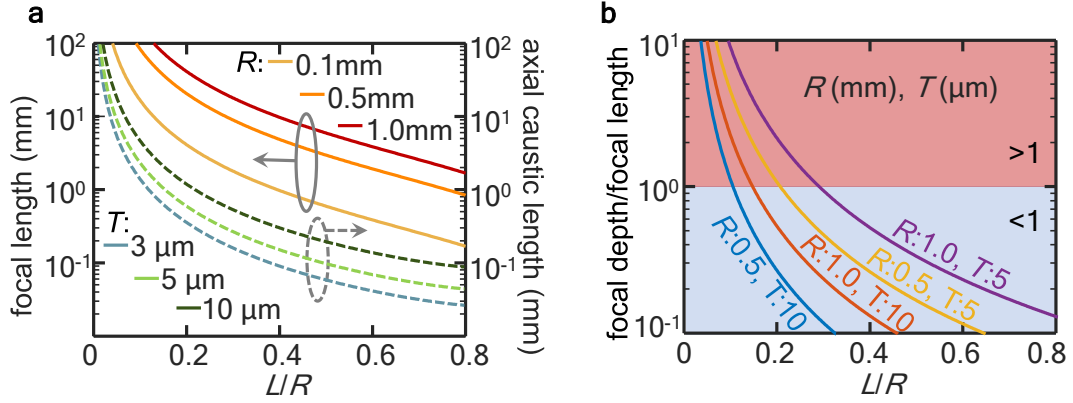 a
focal length (mm)
10²
10¹
10⁰
10⁻¹
R:
0.1mm
0.5mm
1.0mm
T:
3 µm
5 µm
10 µm
10²
10¹
10⁰
10⁻¹
axial caustic length (mm)
0 0.2 0.4 0.6 0.8
L/R
b
focal depth/focal length
10¹
10⁰
10⁻¹
R (mm), T (µm)
>1
<1
R:0.5, T:10
R:1.0, T:10
R:0.5, T:5
R:1.0, T:5
0 0.2 0.4 0.6 0.8
L/R